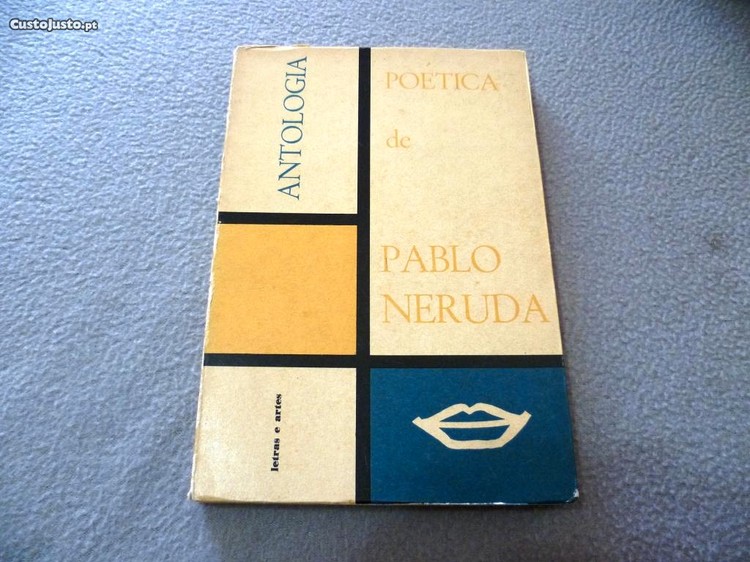 CustoJusto.pt
ANTOLOGIA
POÉTICA
de
PABLO
NERUDA
letras e artes